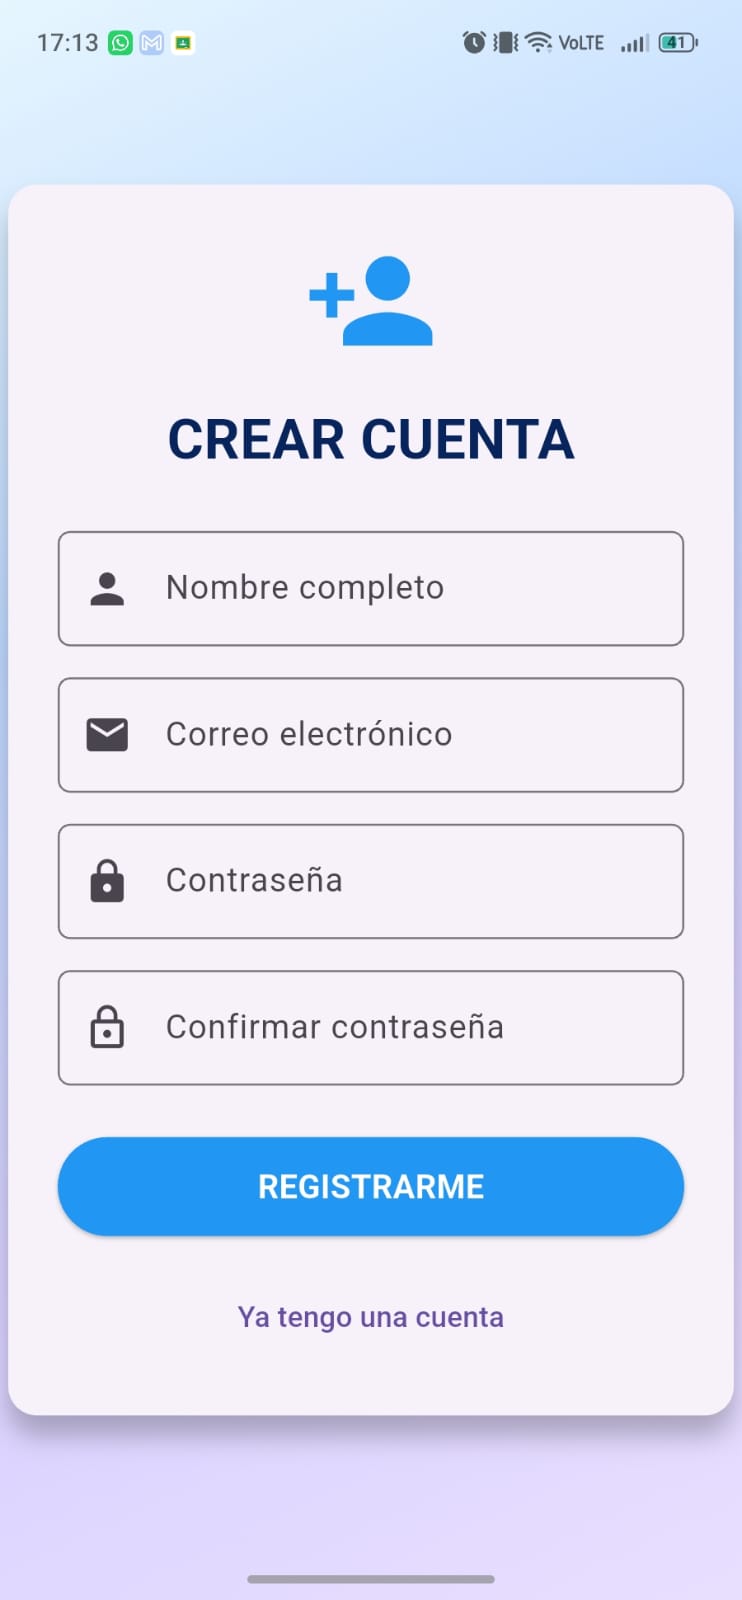 17:13 VoLTE 41
CREAR CUENTA
Nombre completo
Correo electrónico
Contraseña
Confirmar contraseña
REGISTRARME
Ya tengo una cuenta